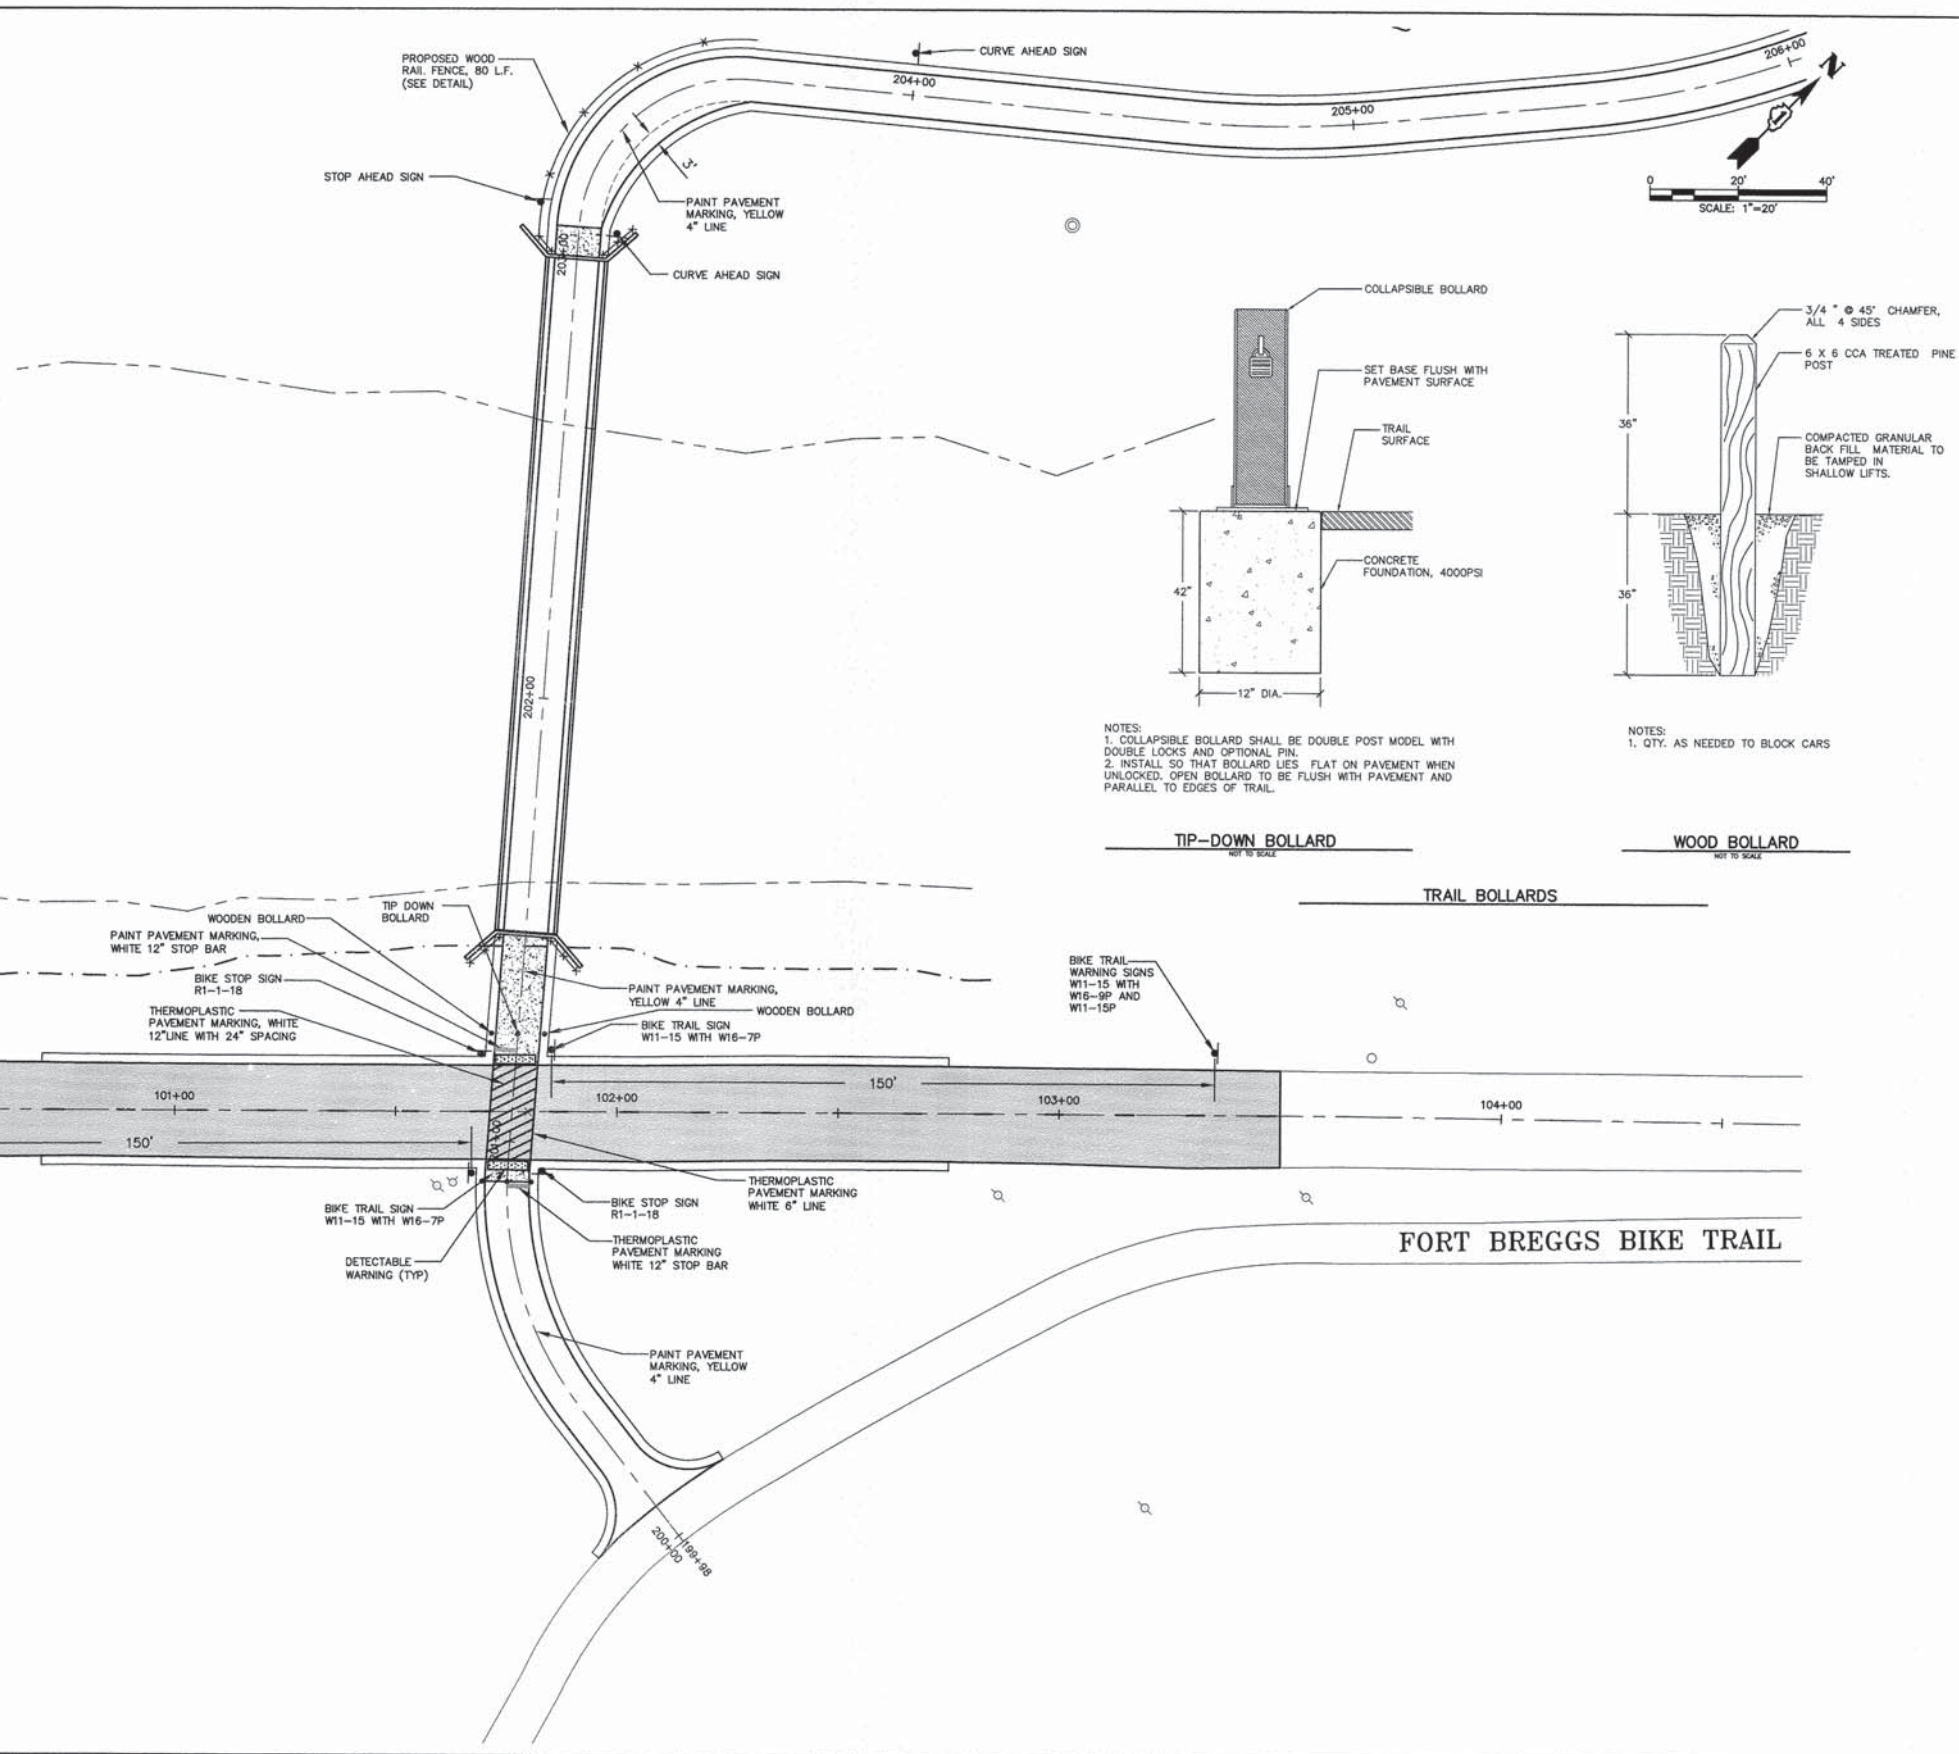 PROPOSED WOOD
RAIL FENCE, 80 L.F.
(SEE DETAIL)
CURVE AHEAD SIGN
204+00
205+00
206+00
N
STOP AHEAD SIGN
3'
PAINT PAVEMENT
MARKING, YELLOW
4" LINE
0 20' 40'
SCALE: 1"=20'
203+00
CURVE AHEAD SIGN
COLLAPSIBLE BOLLARD
SET BASE FLUSH WITH
PAVEMENT SURFACE
TRAIL
SURFACE
CONCRETE
FOUNDATION, 4000PSI
42"
12" DIA.
3/4 " @ 45° CHAMFER,
ALL 4 SIDES
6 X 6 CCA TREATED PINE
POST
COMPACTED GRANULAR
BACK FILL MATERIAL TO
BE TAMPED IN
SHALLOW LIFTS.
36"
36"
202+00
NOTES:
1. COLLAPSIBLE BOLLARD SHALL BE DOUBLE POST MODEL WITH
DOUBLE LOCKS AND OPTIONAL PIN.
2. INSTALL SO THAT BOLLARD LIES FLAT ON PAVEMENT WHEN
UNLOCKED. OPEN BOLLARD TO BE FLUSH WITH PAVEMENT AND
PARALLEL TO EDGES OF TRAIL.
NOTES:
1. QTY. AS NEEDED TO BLOCK CARS
TIP-DOWN BOLLARD
NOT TO SCALE
WOOD BOLLARD
NOT TO SCALE
TRAIL BOLLARDS
TIP DOWN
BOLLARD
WOODEN BOLLARD
PAINT PAVEMENT MARKING,
WHITE 12" STOP BAR
BIKE STOP SIGN
R1-1-18
THERMOPLASTIC
PAVEMENT MARKING, WHITE
12"LINE WITH 24" SPACING
PAINT PAVEMENT MARKING,
YELLOW 4" LINE
WOODEN BOLLARD
BIKE TRAIL SIGN
W11-15 WITH W16-7P
BIKE TRAIL
WARNING SIGNS
W11-15 WITH
W16-9P AND
W11-15P
150'
101+00
102+00
103+00
104+00
150'
201+00
BIKE TRAIL SIGN
W11-15 WITH W16-7P
DETECTABLE
WARNING (TYP)
BIKE STOP SIGN
R1-1-18
THERMOPLASTIC
PAVEMENT MARKING
WHITE 12" STOP BAR
THERMOPLASTIC
PAVEMENT MARKING
WHITE 6" LINE
FORT BREGGS BIKE TRAIL
PAINT PAVEMENT
MARKING, YELLOW
4" LINE
200+00
199+98